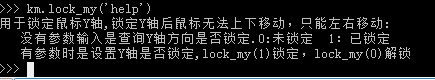 >>> km.lock_my('help')
用于锁定鼠标Y轴,锁定Y轴后鼠标无法上下移动，只能左右移动:
没有参数输入是查询Y轴方向是否锁定.0:未锁定  1: 已锁定
有参数时是设置Y轴是否锁定,lock_my(1)锁定，lock_my(0)解锁
>>>